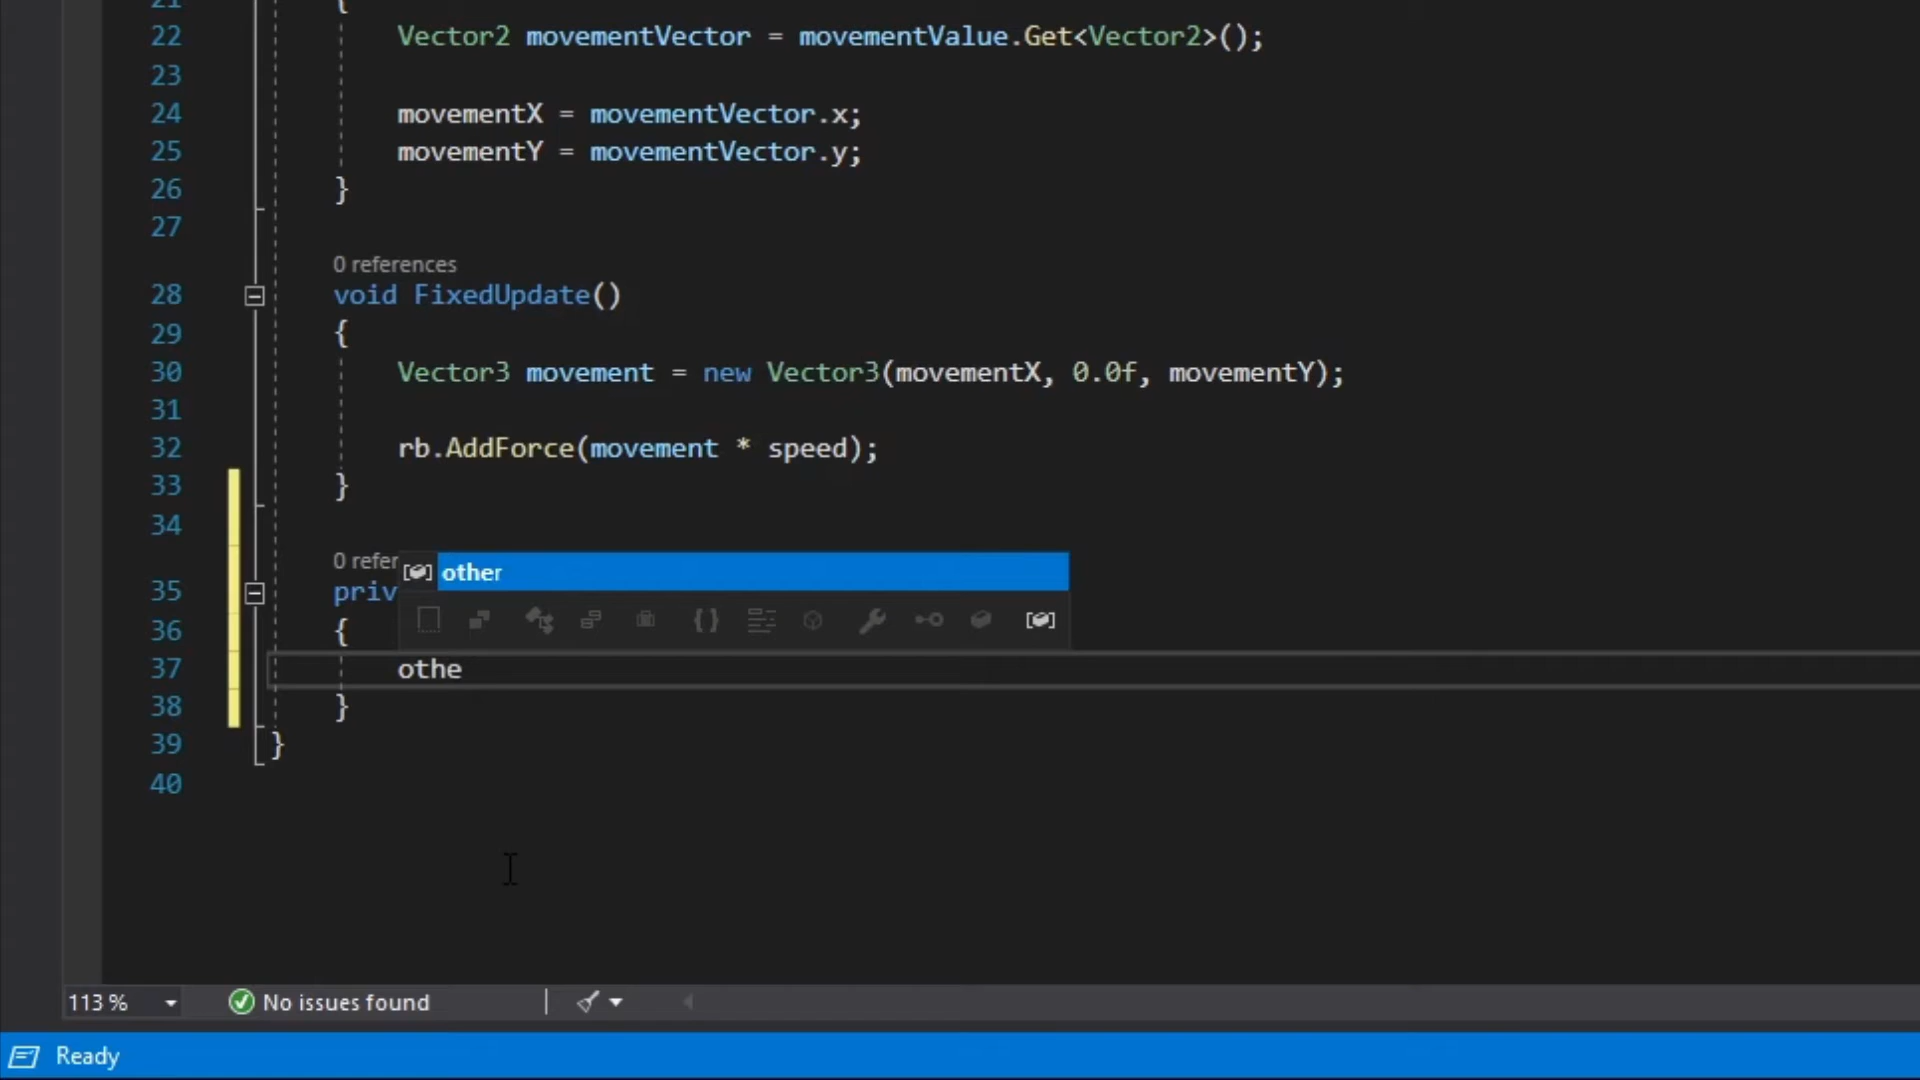 21 {
22 Vector2 movementVector = movementValue.Get<Vector2>();
23
24 movementX = movementVector.x;
25 movementY = movementVector.y;
26 }
27
0 references
28 void FixedUpdate()
29 {
30 Vector3 movement = new Vector3(movementX, 0.0f, movementY);
31
32 rb.AddForce(movement * speed);
33 }
34
0 refer
other
35 priv
36 {
37 othe
38 }
39 }
40
113 % No issues found
Ready